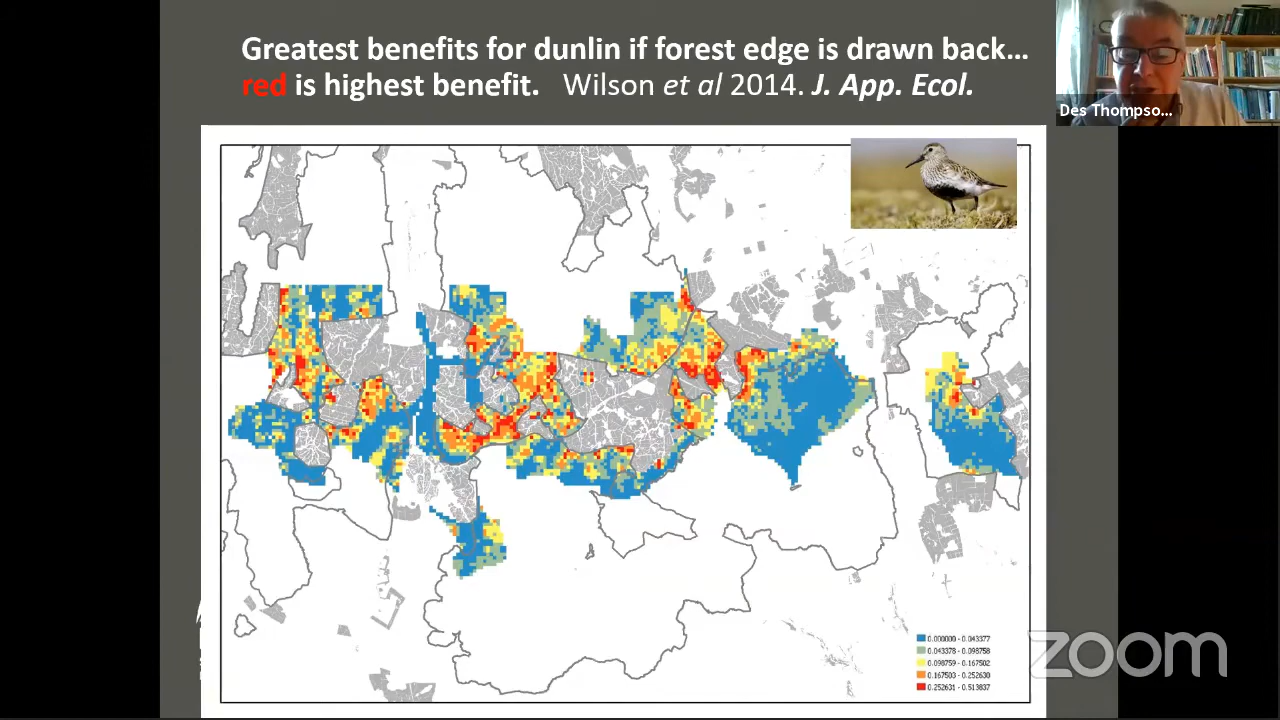 Greatest benefits for dunlin if forest edge is drawn back…
red is highest benefit. Wilson et al 2014. J. App. Ecol.
Des Thompso...
0.000000 - 0.043377
0.043378 - 0.098758
0.098759 - 0.167502
0.167503 - 0.252630
0.252631 - 0.513837
zoom